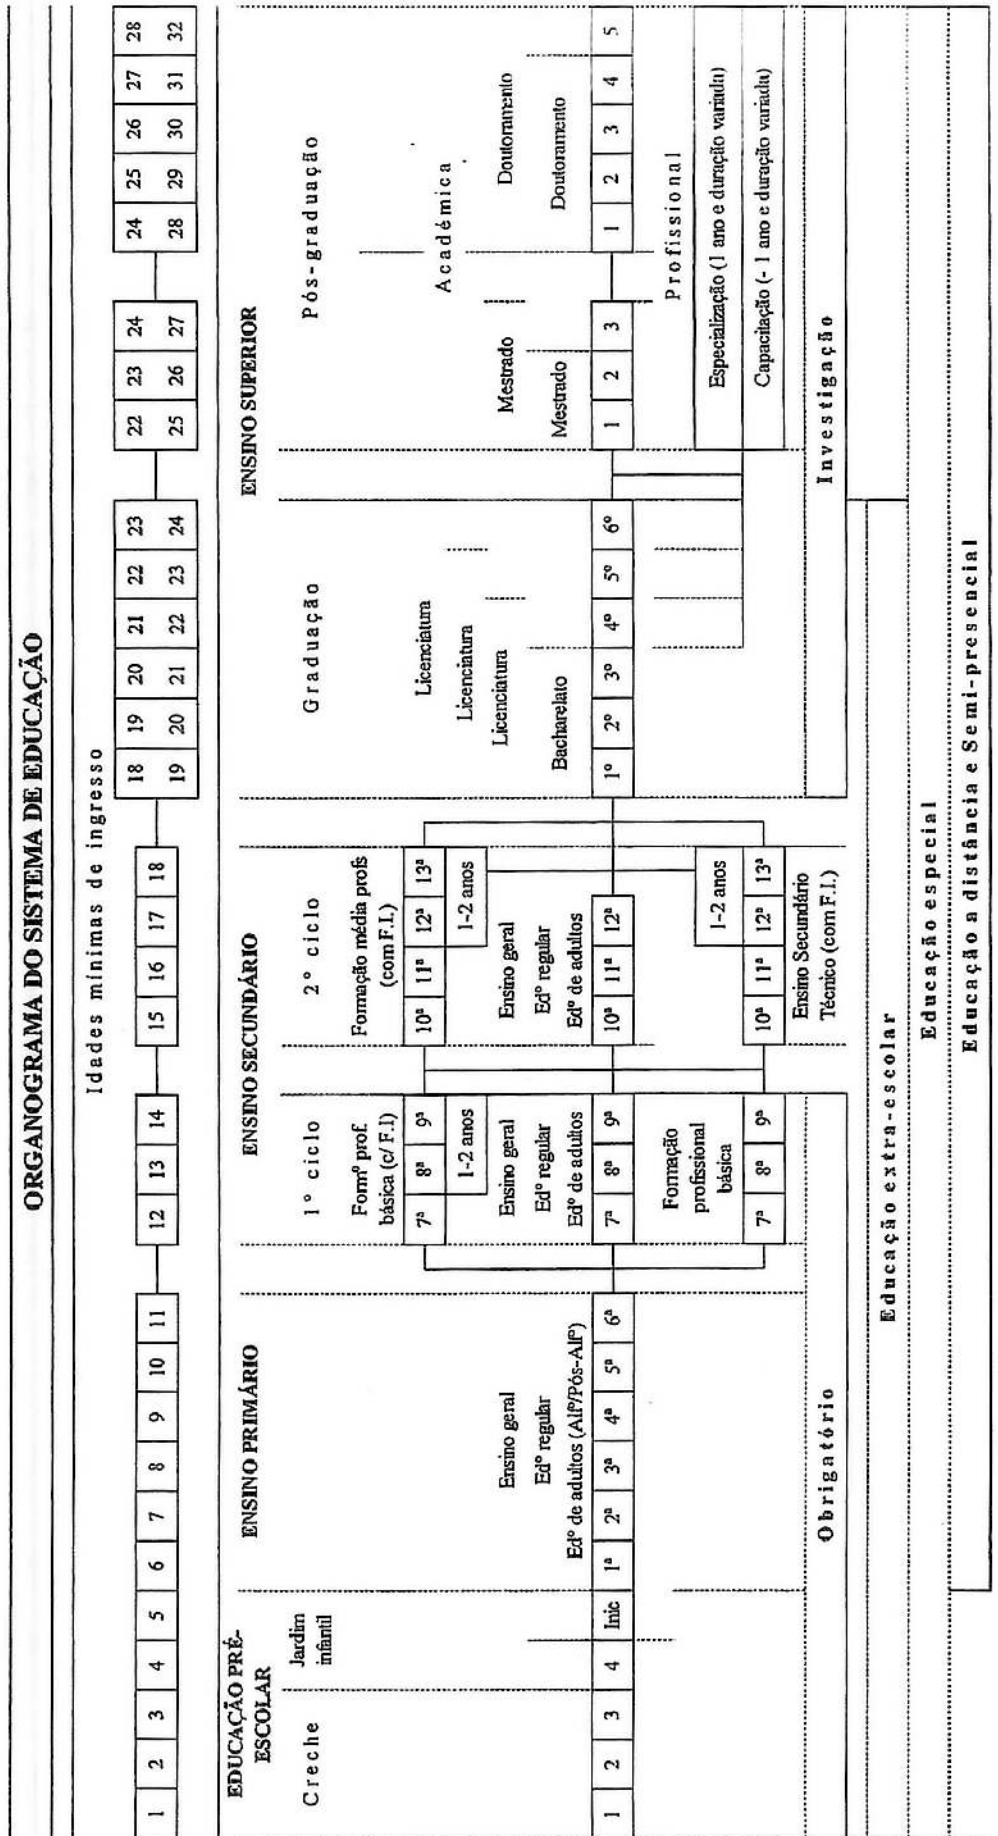 ORGANOGRAMA DO SISTEMA DE EDUCAÇÃO
Idades mínimas de ingresso
1 2 3 4 5 6 7 8 9 10 11 12 13 14 15 16 17 18
18 19 20 21 22 23 22 23 24 24 25 26 27 28
19 20 21 22 23 24 25 26 27 28 29 30 31 32
EDUCAÇÃO PRÉ-
ESCOLAR
Creche
Jardim
infantil
1 2 3 4 Inic
ENSINO PRIMÁRIO
Ensino geral
Edº regular
Edº de adultos (Alfº/Pós-Alfº)
1ª 2ª 3ª 4ª 5ª 6ª
ENSINO SECUNDÁRIO
1º ciclo
Formº prof.
básica (c/ F.I)
7ª 8ª 9ª
1-2 anos
Ensino geral
Edº regular
Edº de adultos
7ª 8ª 9ª
Formação
profissional
básica
7ª 8ª 9ª
2º ciclo
Formação média profs
(com F.I.)
10ª 11ª 12ª 13ª
1-2 anos
Ensino geral
Edº regular
Edº de adultos
10ª 11ª 12ª
1-2 anos
10ª 11ª 12ª 13ª
Ensino Secundário
Técnico (com F.I.)
ENSINO SUPERIOR
Graduação
Licenciatura
Licenciatura
Licenciatura
Bacharelato
1º 2º 3º 4º 5º 6º
Pós-graduação
Académica
Mestrado
Mestrado
1 2 3
Doutoramento
Doutoramento
1 2 3 4 5
Profissional
Especialização (1 ano e duração variada)
Capacitação (- 1 ano e duração variada)
Obrigatório
Investigação
Educação extra-escolar
Educação especial
Educação a distância e Semi-presencial